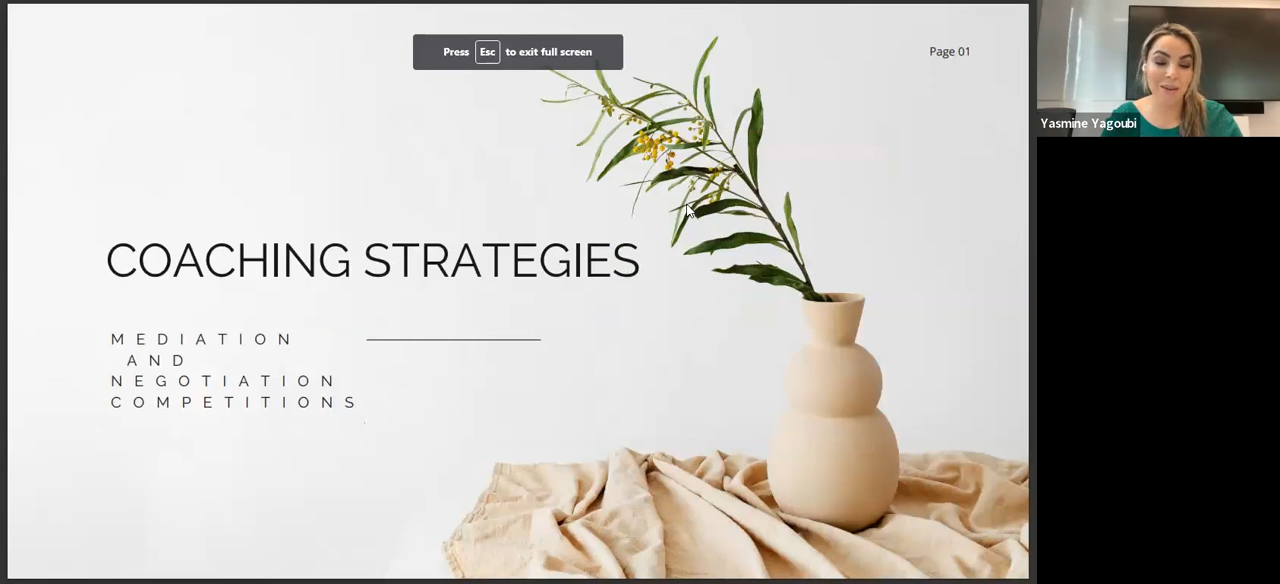 Press Esc to exit full screen
Page 01
Yasmine Yagoubi
COACHING STRATEGIES
MEDIATION
AND
NEGOTIATION
COMPETITIONS